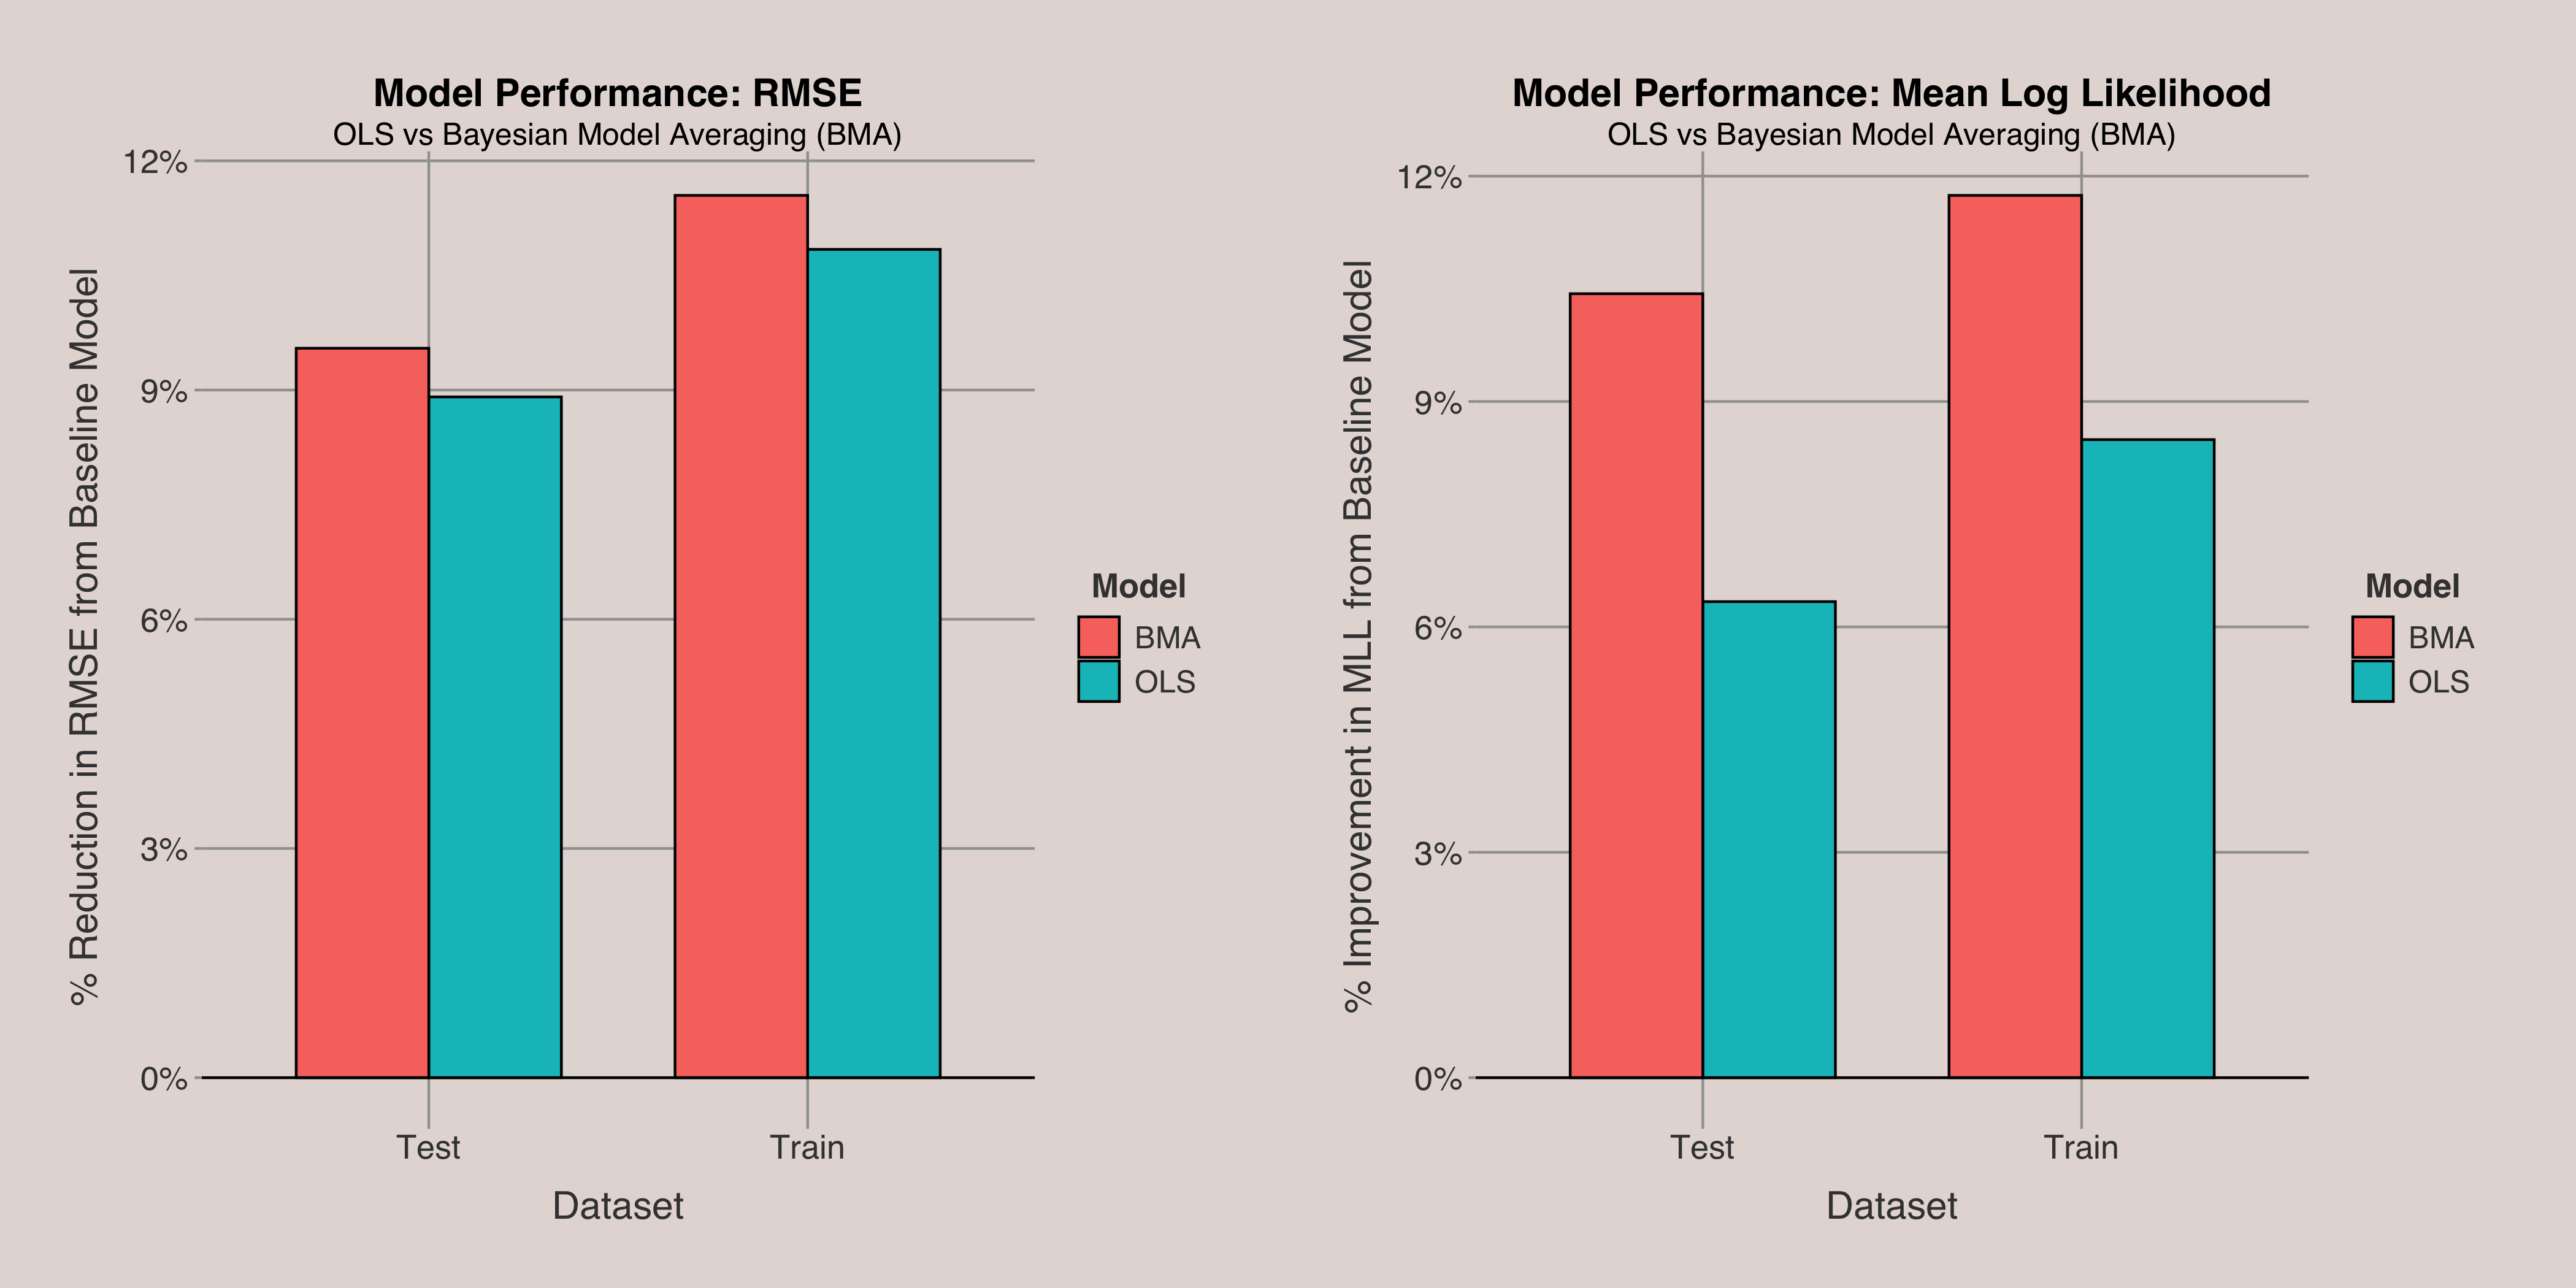 Model Performance: RMSE
OLS vs Bayesian Model Averaging (BMA)
% Reduction in RMSE from Baseline Model
12%
9%
6%
3%
0%
Test
Train
Dataset
Model
BMA
OLS
Model Performance: Mean Log Likelihood
OLS vs Bayesian Model Averaging (BMA)
% Improvement in MLL from Baseline Model
12%
9%
6%
3%
0%
Test
Train
Dataset
Model
BMA
OLS